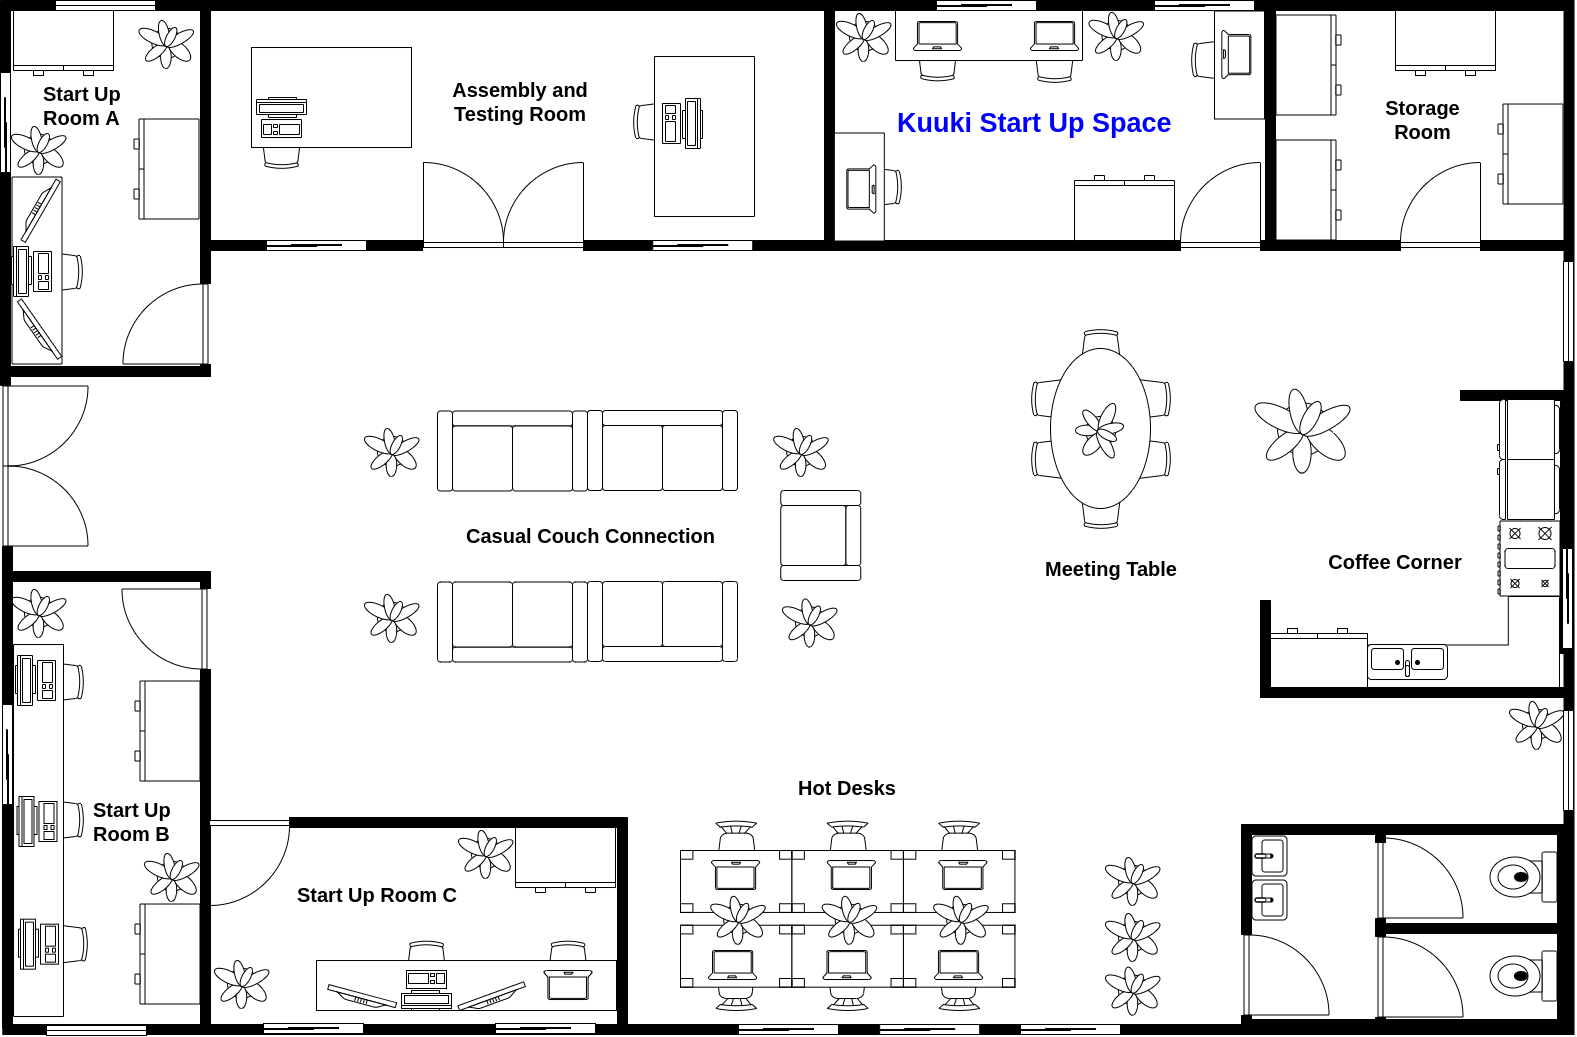 Start Up
Room A
Assembly and
Testing Room
Kuuki Start Up Space
Storage
Room
Casual Couch Connection
Meeting Table
Coffee Corner
Hot Desks
Start Up
Room B
Start Up Room C